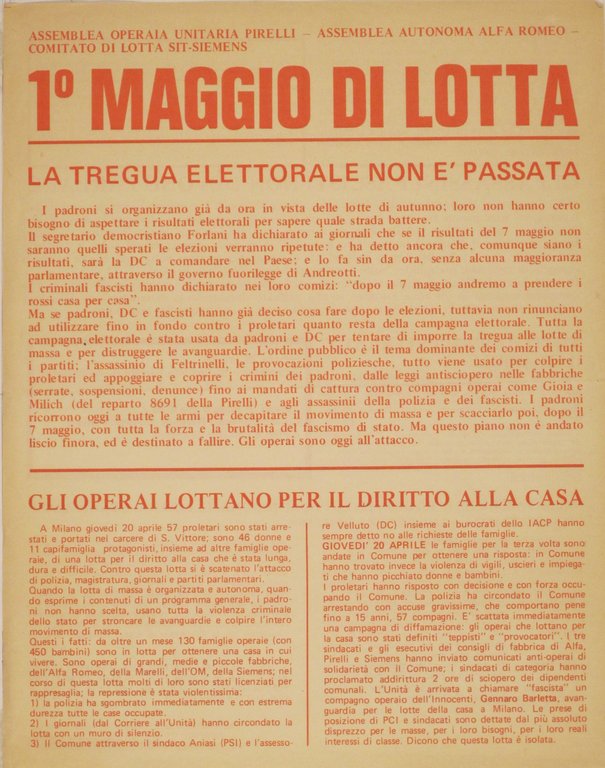 ASSEMBLEA OPERAIA UNITARIA PIRELLI – ASSEMBLEA AUTONOMA ALFA ROMEO –
COMITATO DI LOTTA SIT-SIEMENS
1º MAGGIO DI LOTTA
LA TREGUA ELETTORALE NON E' PASSATA
I padroni si organizzano già da ora in vista delle lotte di autunno; loro non hanno certo
bisogno di aspettare i risultati elettorali per sapere quale strada battere.
Il segretario democristiano Forlani ha dichiarato ai giornali che se il risultati del 7 maggio non
saranno quelli sperati le elezioni verranno ripetute: e ha detto ancora che, comunque siano i
risultati, sarà la DC a comandare nel Paese; e lo fa sin da ora, senza alcuna maggioranza
parlamentare, attraverso il governo fuorilegge di Andreotti.
I criminali fascisti hanno dichiarato nei loro comizi: "dopo il 7 maggio andremo a prendere i
rossi casa per casa".
Ma se padroni, DC e fascisti hanno già deciso cosa fare dopo le elezioni, tuttavia non rinunciano
ad utilizzare fino in fondo contro i proletari quanto resta della campagna elettorale. Tutta la
campagna elettorale è stata usata da padroni e DC per tentare di imporre la tregua alle lotte di
massa e per distruggere le avanguardie. L'ordine pubblico è il tema dominante dei comizi di tutti
i partiti; l'assassinio di Feltrinelli, le provocazioni poliziesche, tutto viene usato per colpire i
proletari ed appoggiare e coprire i crimini dei padroni, dalle leggi antisciopero nelle fabbriche
(serrate, sospensioni, denunce) fino ai mandati di cattura contro compagni operai come Gioia e
Milich (del reparto 8691 della Pirelli) e agli assassinii della polizia e dei fascisti. I padroni
ricorrono oggi a tutte le armi per decapitare il movimento di massa e per scacciarlo poi, dopo il
7 maggio, con tutta la forza e la brutalità del fascismo di stato. Ma questo piano non é andato
liscio finora, ed é destinato a fallire. Gli operai sono oggi all'attacco.
GLI OPERAI LOTTANO PER IL DIRITTO ALLA CASA
A Milano giovedì 20 aprile 57 proletari sono stati arre-
stati e portati nel carcere di S. Vittore; sono 46 donne e
11 capifamiglia protagonisti, insieme ad altre famiglie ope-
raie, di una lotta per il diritto alla casa che è stata lunga,
dura e difficile. Contro questa lotta si è scatenato l'attacco
di polizia, magistratura, giornali e partiti parlamentari.
Quando la lotta di massa è organizzata e autonoma, quan-
do esprime i contenuti di un programma generale, i padro-
ni non hanno scelta, usano tutta la violenza criminale
dello stato per stroncare le avanguardie e colpire l'intero
movimento di massa.
Questi i fatti: da oltre un mese 130 famiglie operaie (con
450 bambini) sono in lotta per ottenere una casa in cui
vivere. Sono operai di grandi, medie e piccole fabbriche,
dell'Alfa Romeo, della Marelli, dell'OM, della Siemens; nel
corso di questa lotta molti di loro sono stati licenziati per
rappresaglia; la repressione è stata violentissima:
1) la polizia ha sgombrato immediatamente e con estrema
durezza tutte le case occupate.
2) I giornali (dal Corriere all'Unità) hanno circondato la
lotta con un muro di silenzio.
3) Il Comune attraverso il sindaco Aniasi (PSI) e l'assesso-
re Velluto (DC) insieme ai burocrati dello IACP hanno
sempre detto no alle richieste delle famiglie.
GIOVEDI' 20 APRILE le famiglie per la terza volta sono
andate in Comune per ottenere una risposta: in Comune
hanno trovato invece la violenza di vigili, uscieri e impiega-
ti che hanno picchiato donne e bambini.
I proletari hanno risposto con decisione e con forza occu-
pando il Comune. La polizia ha circondato il Comune
arrestando con accuse gravissime, che comportano pene
fino a 15 anni, 57 compagni. E' scattata immediatamente
una campagna di diffamazione: gli operai che lottano per
la casa sono stati definiti "teppisti" e "provocatori". I tre
sindacati e gli esecutivi dei consigli di fabbrica di Alfa,
Pirelli e Siemens hanno inviato comunicati anti-operai di
solidarietà con il Comune; i sindacati di categoria hanno
proclamato addirittura 2 ore di sciopero dei dipendenti
comunali. L'Unità è arrivata a chiamare "fascista" un
compagno operaio dell'Innocenti, Gennaro Barletta, avan-
guardia per le lotte della casa a Milano. Le prese di
posizione di PCI e sindacati sono dettate dal più assoluto
disprezzo per le masse, per i loro bisogni, per i loro reali
interessi di classe. Dicono che questa lotta è isolata.